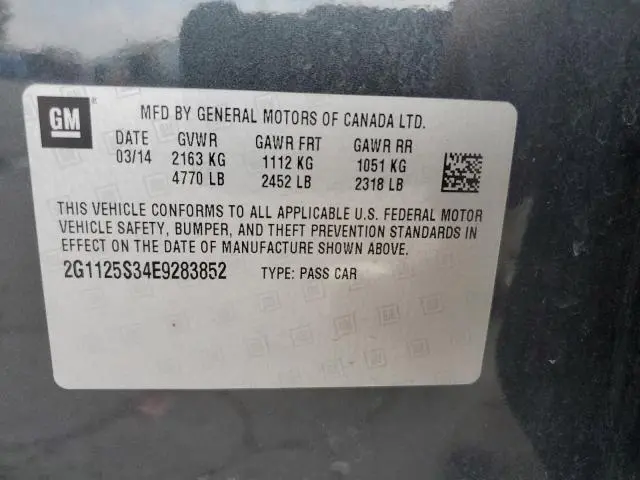 GM ®
MFD BY GENERAL MOTORS OF CANADA LTD.
DATE GVWR GAWR FRT GAWR RR
03/14 2163 KG 1112 KG 1051 KG
4770 LB 2452 LB 2318 LB
THIS VEHICLE CONFORMS TO ALL APPLICABLE U.S. FEDERAL MOTOR
VEHICLE SAFETY, BUMPER, AND THEFT PREVENTION STANDARDS IN
EFFECT ON THE DATE OF MANUFACTURE SHOWN ABOVE.
2G1125S34E9283852 TYPE: PASS CAR